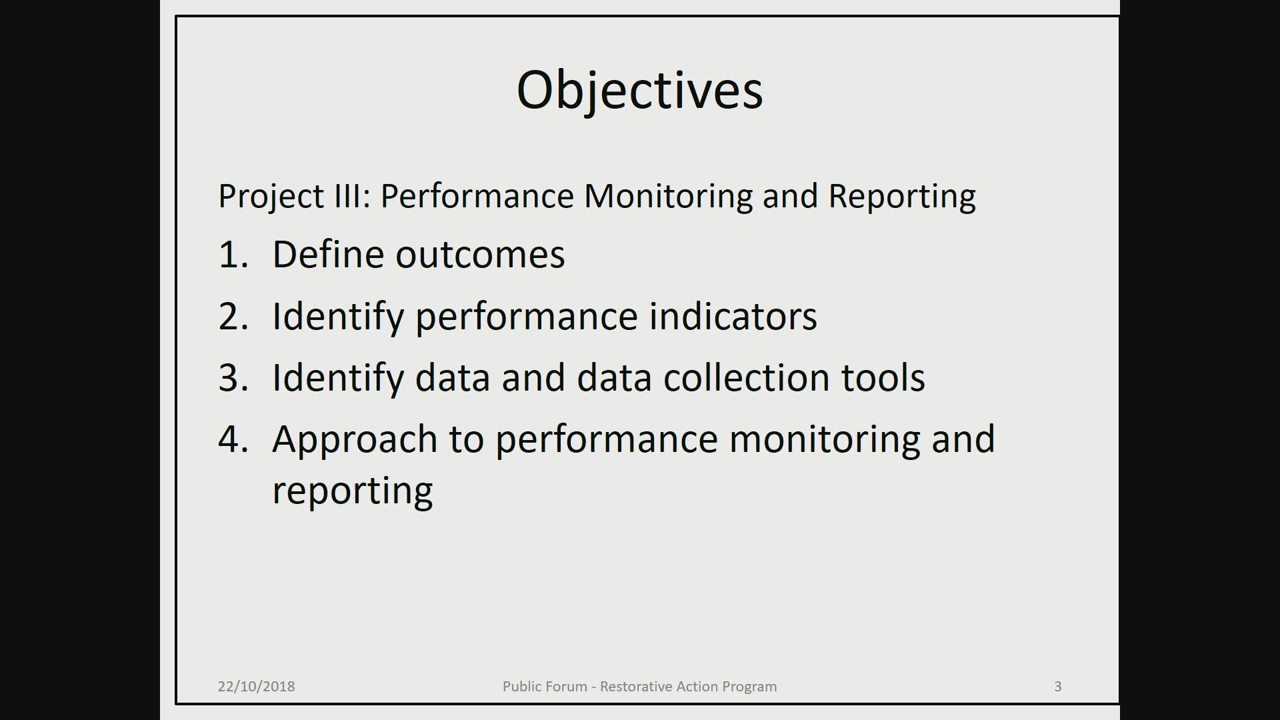 Objectives
Project III: Performance Monitoring and Reporting
1. Define outcomes
2. Identify performance indicators
3. Identify data and data collection tools
4. Approach to performance monitoring and
reporting
22/10/2018 Public Forum - Restorative Action Program 3